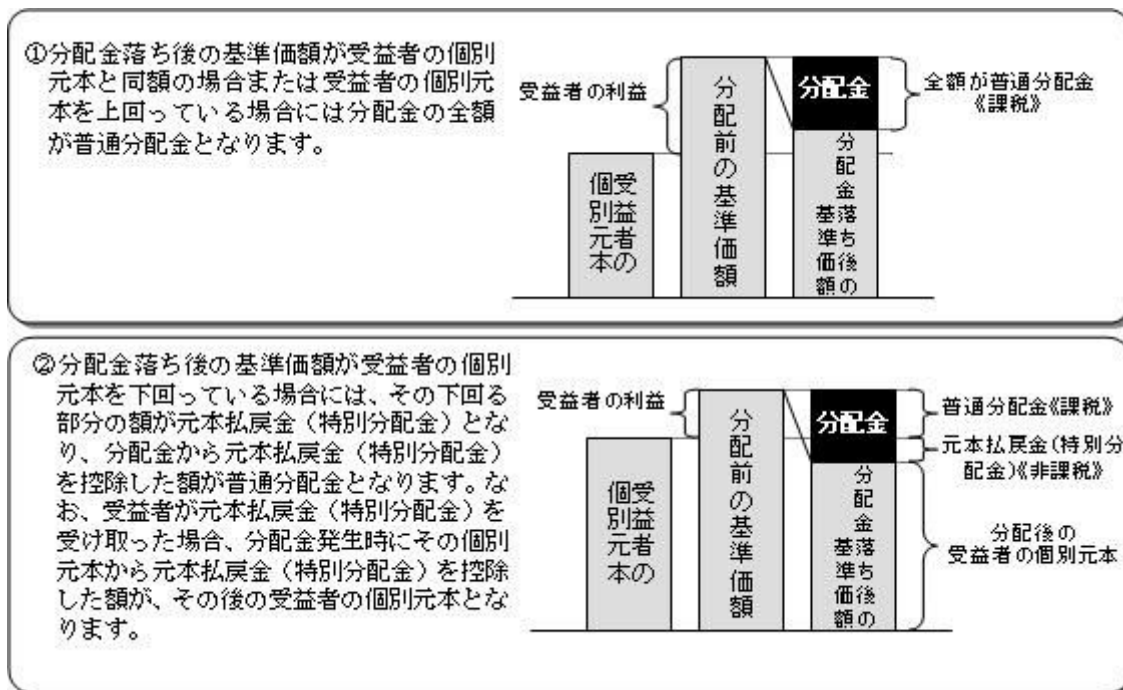 ①分配金落ち後の基準価額が受益者の個別
元本と同額の場合または受益者の個別元
本を上回っている場合には分配金の全額
が普通分配金となります。
受益者の利益
受益者の
個別元本
分配前の基準価額
分配金
分配金
落ち後の
基準価額
全額が普通分配金
《課税》
②分配金落ち後の基準価額が受益者の個別
元本を下回っている場合には、その下回る
部分の額が元本払戻金（特別分配金）とな
り、分配金から元本払戻金（特別分配金）
を控除した額が普通分配金となります。な
お、受益者が元本払戻金（特別分配金）を
受け取った場合、分配金発生時にその個別
元本から元本払戻金（特別分配金）を控除
した額が、その後の受益者の個別元本とな
ります。
受益者の利益
受益者の
個別元本
分配前の基準価額
分配金
分配金
落ち後の
基準価額
普通分配金《課税》
元本払戻金（特別分
配金）《非課税》
分配後の
受益者の個別元本